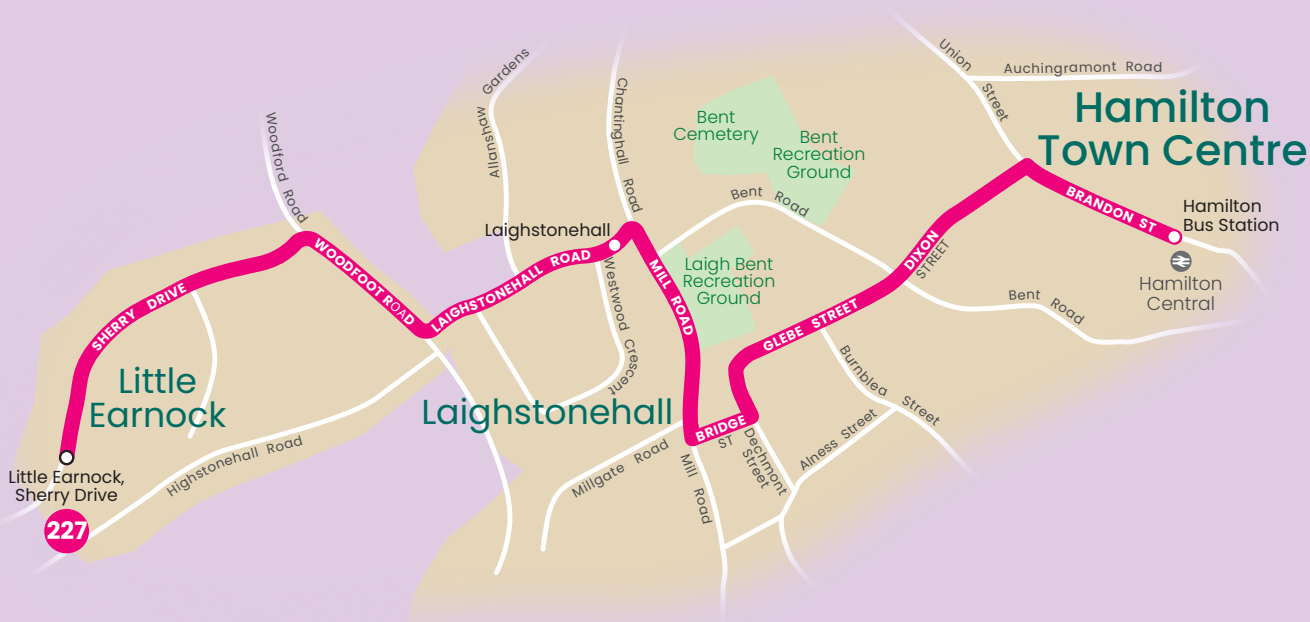 Union
Street
Auchingramont Road
Hamilton
Town Centre
Allanshaw Gardens
Chantinghall Road
Woodford Road
Bent
Cemetery
Bent
Recreation
Ground
Bent Road
BRANDON ST
Hamilton
Bus Station
Hamilton
Central
Laighstonehall
WOODFOOT ROAD
LAIGHSTONEHALL ROAD
MILL ROAD
Laigh Bent
Recreation
Ground
DIXON
STREET
GLEBE STREET
Bent Road
SHERRY DRIVE
Westwood Crescent
Burnblea Street
Little
Earnock
Laighstonehall
BRIDGE
ST
Dechmont
Street
Alness Street
Millgate Road
Mill Road
Highstonehall Road
Little Earnock,
Sherry Drive
227